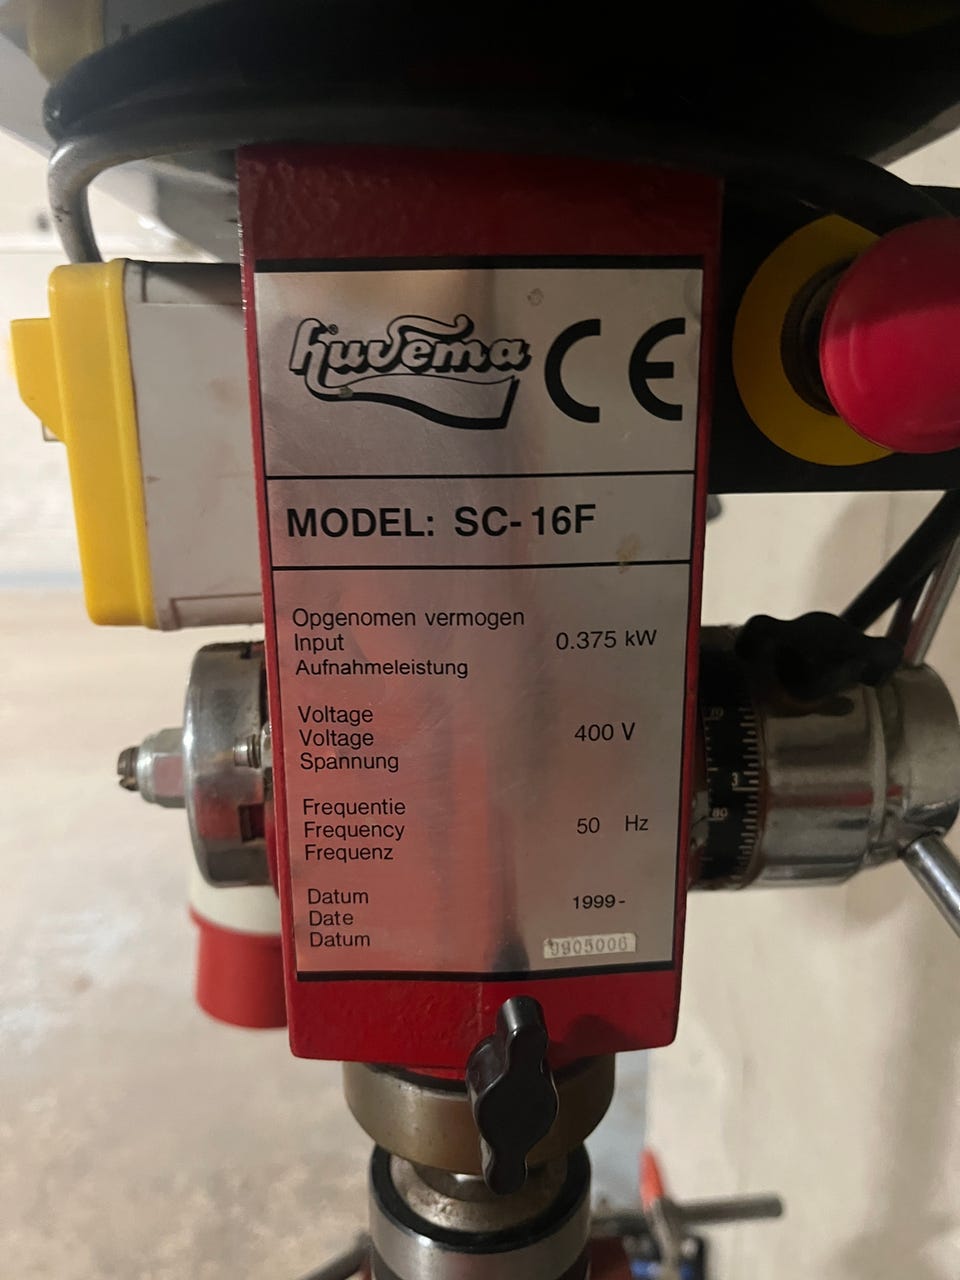 huvema CE
MODEL: SC-16F
Opgenomen vermogen
Input 0.375 kW
Aufnahmeleistung
Voltage
Voltage 400 V
Spannung
Frequentie
Frequency 50 Hz
Frequenz
Datum 1999-
Date
Datum 9905006